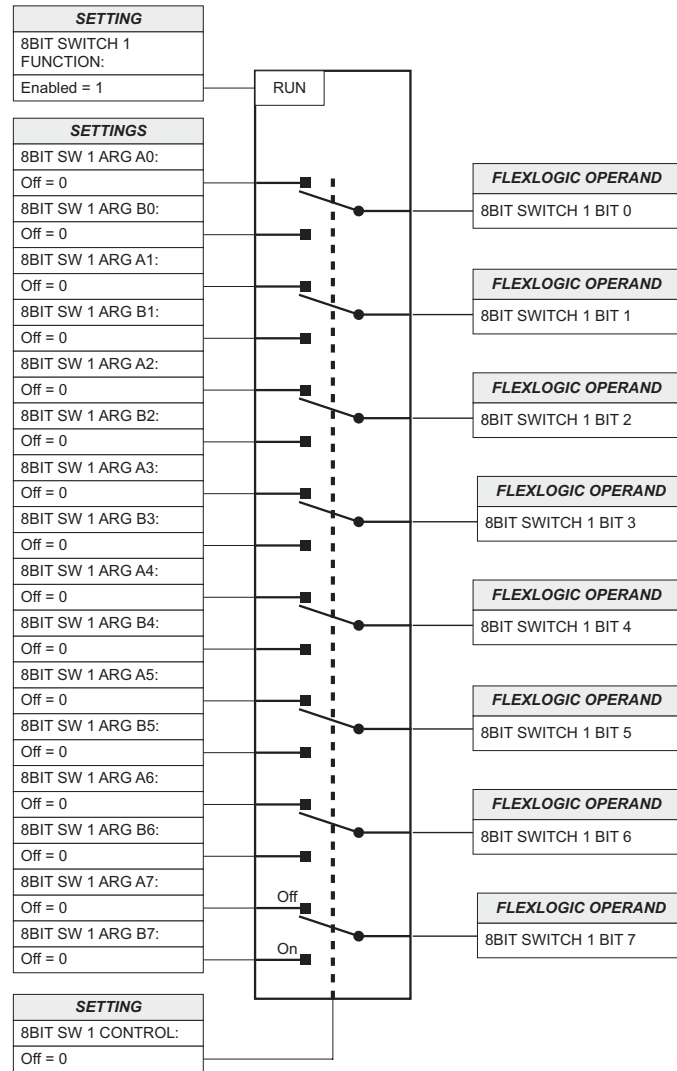 SETTING
8BIT SWITCH 1
FUNCTION:
Enabled = 1
RUN
SETTINGS
8BIT SW 1 ARG A0:
Off = 0
8BIT SW 1 ARG B0:
Off = 0
8BIT SW 1 ARG A1:
Off = 0
8BIT SW 1 ARG B1:
Off = 0
8BIT SW 1 ARG A2:
Off = 0
8BIT SW 1 ARG B2:
Off = 0
8BIT SW 1 ARG A3:
Off = 0
8BIT SW 1 ARG B3:
Off = 0
8BIT SW 1 ARG A4:
Off = 0
8BIT SW 1 ARG B4:
Off = 0
8BIT SW 1 ARG A5:
Off = 0
8BIT SW 1 ARG B5:
Off = 0
8BIT SW 1 ARG A6:
Off = 0
8BIT SW 1 ARG B6:
Off = 0
8BIT SW 1 ARG A7:
Off = 0
8BIT SW 1 ARG B7:
Off = 0
Off
On
SETTING
8BIT SW 1 CONTROL:
Off = 0
FLEXLOGIC OPERAND
8BIT SWITCH 1 BIT 0
FLEXLOGIC OPERAND
8BIT SWITCH 1 BIT 1
FLEXLOGIC OPERAND
8BIT SWITCH 1 BIT 2
FLEXLOGIC OPERAND
8BIT SWITCH 1 BIT 3
FLEXLOGIC OPERAND
8BIT SWITCH 1 BIT 4
FLEXLOGIC OPERAND
8BIT SWITCH 1 BIT 5
FLEXLOGIC OPERAND
8BIT SWITCH 1 BIT 6
FLEXLOGIC OPERAND
8BIT SWITCH 1 BIT 7